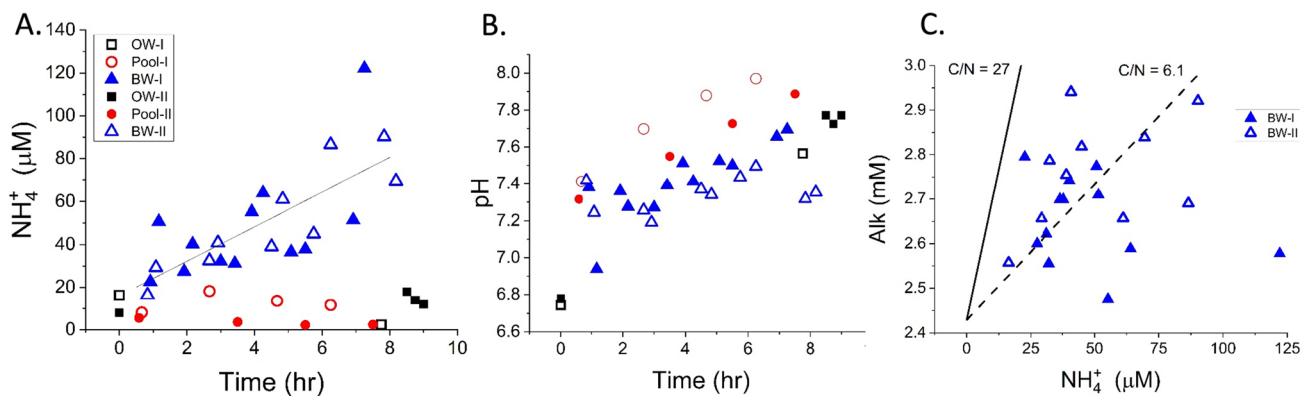 A.
NH₄⁺ (μM)
140
120
100
80
60
40
20
0
OW-I
Pool-I
BW-I
OW-II
Pool-II
BW-II
0 2 4 6 8 10
Time (hr)
B.
pH
8.0
7.8
7.6
7.4
7.2
7.0
6.8
6.6
0 2 4 6 8
Time (hr)
C.
Alk (mM)
3.0
2.9
2.8
2.7
2.6
2.5
2.4
C/N = 27
C/N = 6.1
BW-I
BW-II
0 25 50 75 100 125
NH₄⁺ (μM)